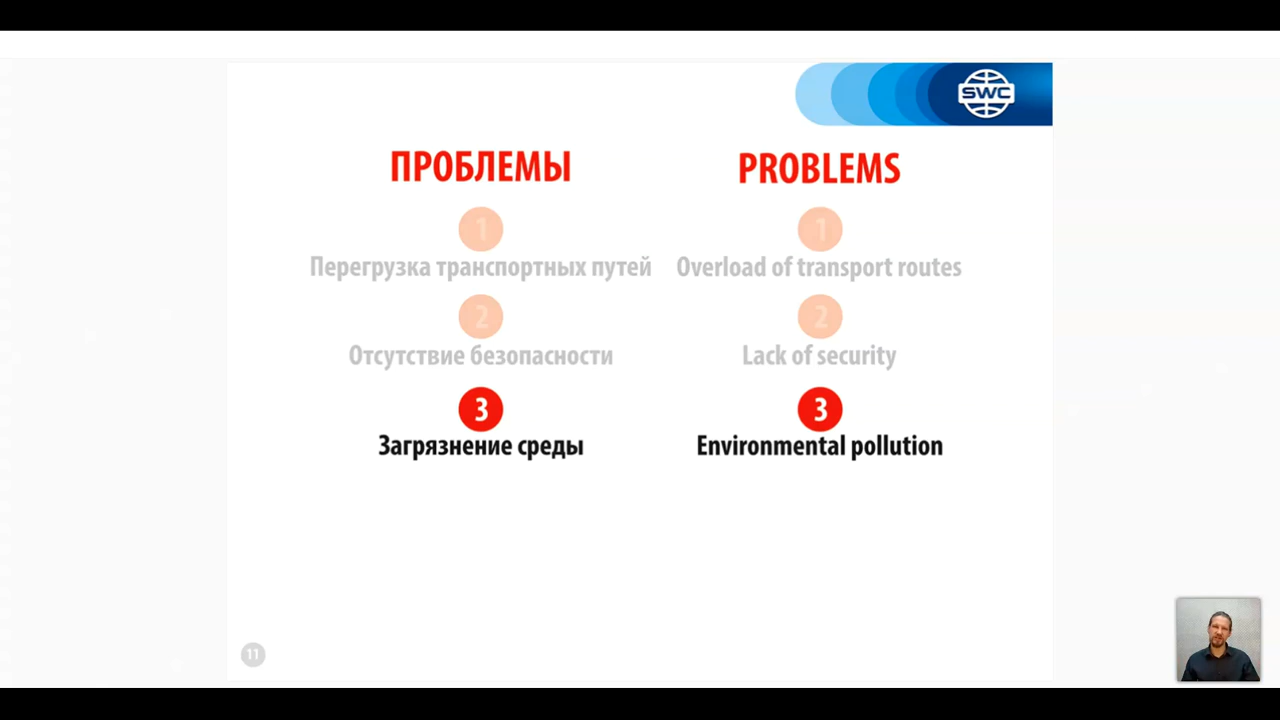 SWC
ПРОБЛЕМЫ
1
Перегрузка транспортных путей
2
Отсутствие безопасности
3
Загрязнение среды
PROBLEMS
1
Overload of transport routes
2
Lack of security
3
Environmental pollution
11